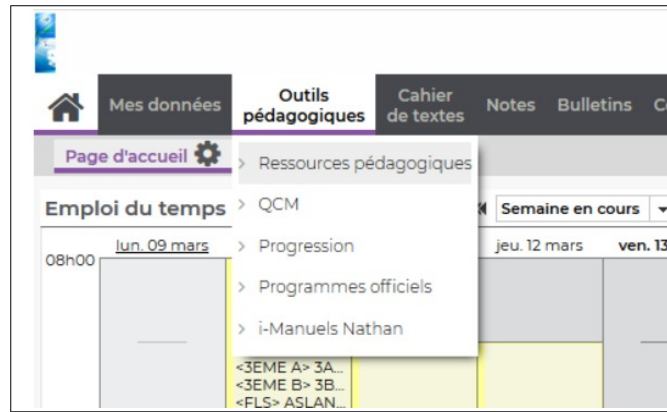 Mes données
Outils
pédagogiques
Cahier
de textes
Notes
Bulletins
Page d'accueil
> Ressources pédagogiques
Emploi du temps
> QCM
Semaine en cours
lun. 09 mars
> Progression
jeu. 12 mars
ven. 13
08h00
> Programmes officiels
> i-Manuels Nathan
<3EME A> 3A...
<3EME B> 3B...
<FLS> ASLAN...